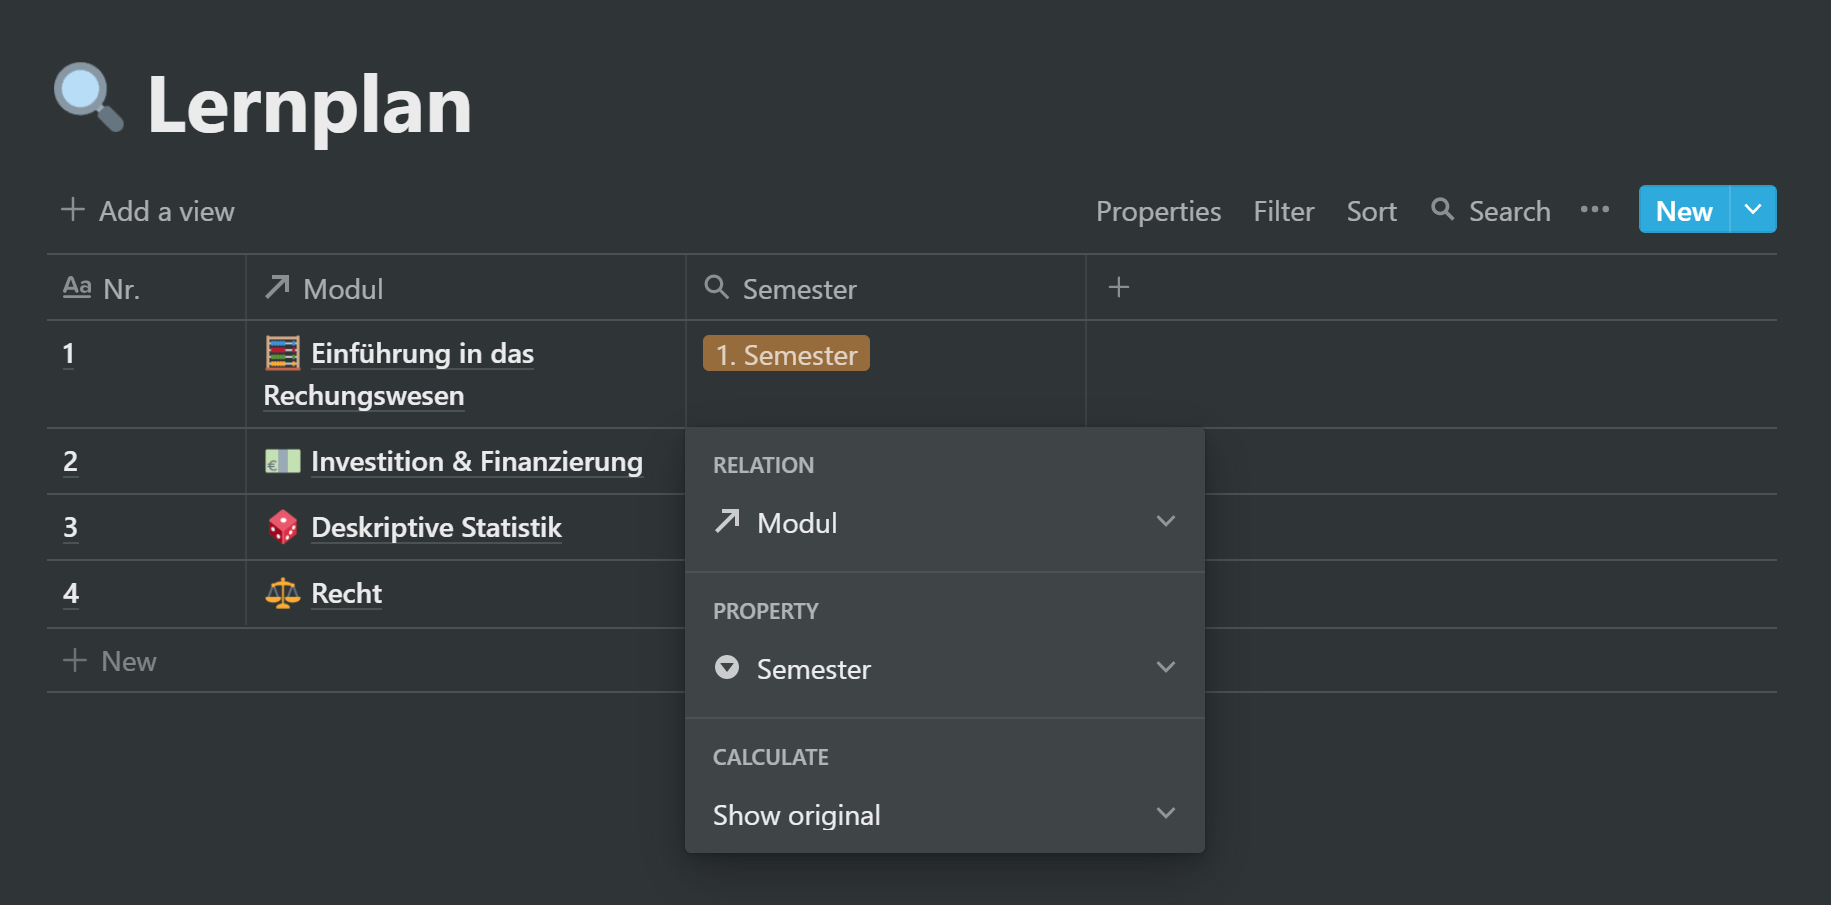 Lernplan
Add a view
Properties Filter Sort Search New
Aa Nr. Modul Semester
1 Einführung in das 1. Semester
Rechungswesen
2 Investition & Finanzierung
RELATION
3 Deskriptive Statistik
Modul
4 Recht
PROPERTY
New
Semester
CALCULATE
Show original